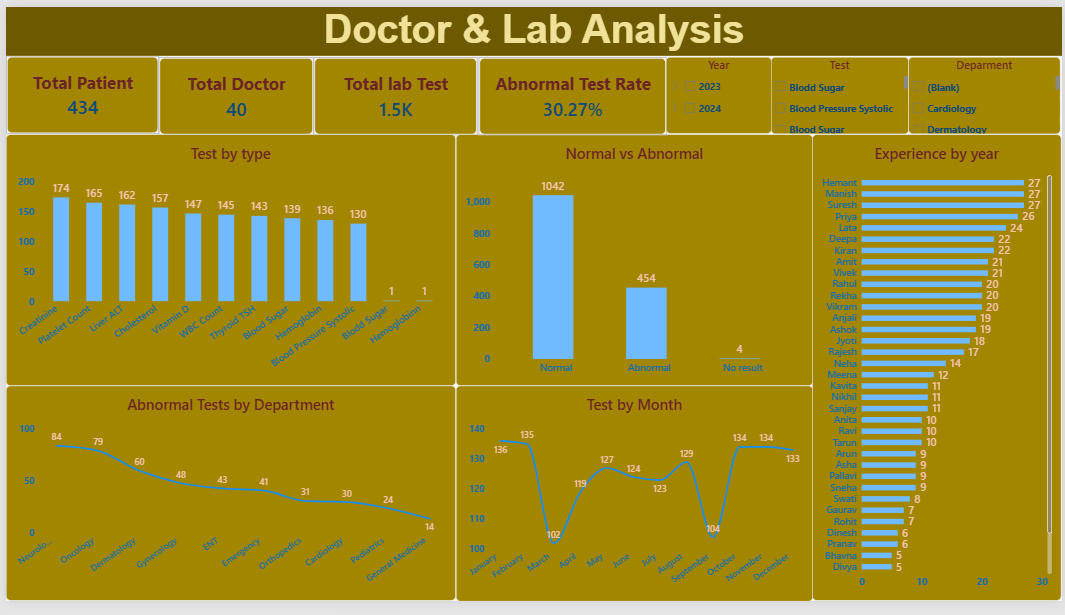 Doctor & Lab Analysis
Total Patient
434
Total Doctor
40
Total lab Test
1.5K
Abnormal Test Rate
30.27%
Year
2023
2024
Test
Blodd Sugar
Blood Pressure Systolic
Blood Sugar
Deparment
(Blank)
Cardiology
Dermatology
Test by type
200
150
100
50
0
174
165
162
157
147
145
143
139
136
130
1
1
Creatinine
Platelet Count
Liver ALT
Cholesterol
Vitamin D
WBC Count
Thyroid TSH
Blood Sugar
Hemoglobin
Blood Pressure Systolic
Blodd Sugar
Hemoglobinn
Normal vs Abnormal
1,000
800
600
400
200
0
1042
454
4
Normal
Abnormal
No result
Experience by year
Hemant 27
Manish 27
Suresh 27
Priya 26
Lata 24
Deepa 22
Kiran 22
Amit 21
Vivek 21
Rahul 20
Rekha 20
Vikram 20
Anjali 19
Ashok 19
Jyoti 18
Rajesh 17
Neha 14
Meena 12
Kavita 11
Nikhil 11
Sanjay 11
Anita 10
Ravi 10
Tarun 10
Arun 9
Asha 9
Pallavi 9
Sneha 9
Swati 8
Gaurav 7
Rohit 7
Dinesh 6
Pranav 6
Bhavna 5
Divya 5
0 10 20 30
Abnormal Tests by Department
100
50
0
84
79
60
48
43
41
31
30
24
14
Neurolo...
Oncology
Dermatology
Gynecology
ENT
Emergency
Orthopedics
Cardiology
Pediatrics
General Medicine
Test by Month
140
130
120
110
100
136
135
102
119
127
124
123
129
104
134
134
133
January
February
March
April
May
June
July
August
September
October
November
December